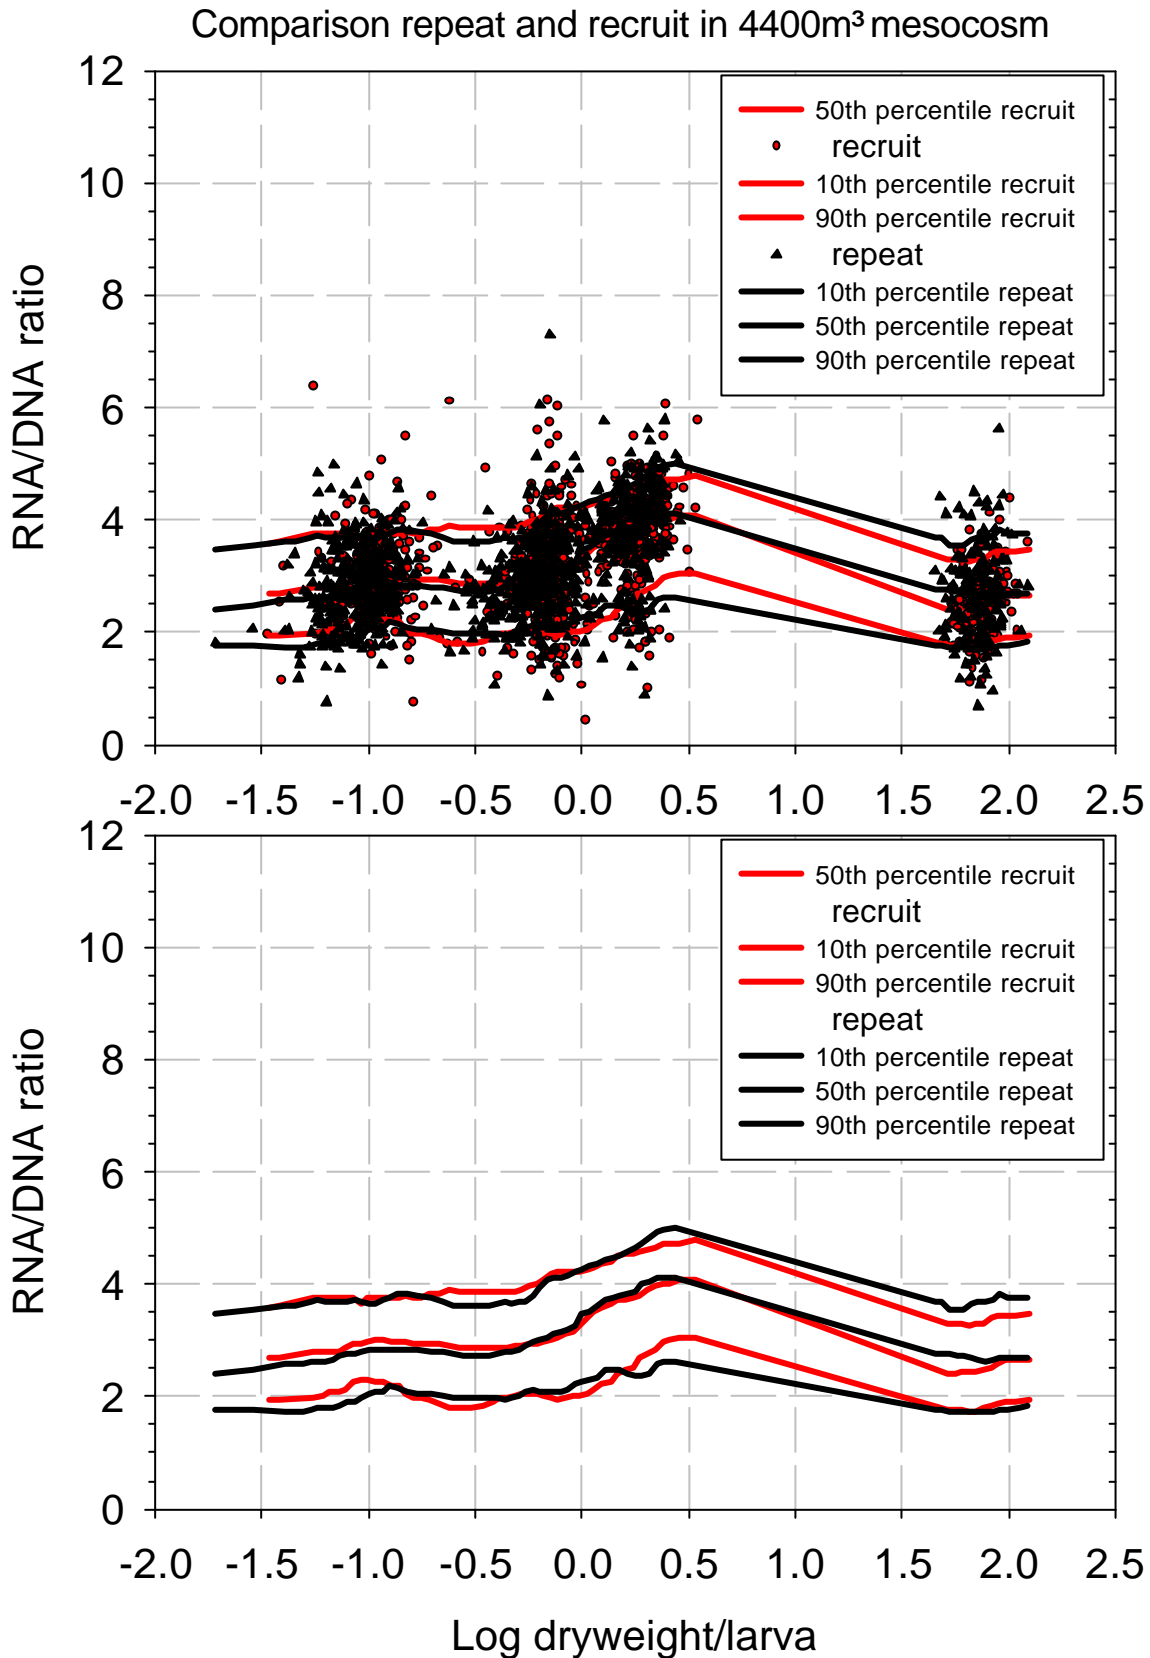 Comparison repeat and recruit in 4400m³ mesocosm
12
10
8
6
4
2
0
RNA/DNA ratio
50th percentile recruit
recruit
10th percentile recruit
90th percentile recruit
repeat
10th percentile repeat
50th percentile repeat
90th percentile repeat
-2.0 -1.5 -1.0 -0.5 0.0 0.5 1.0 1.5 2.0 2.5
12
10
8
6
4
2
0
RNA/DNA ratio
50th percentile recruit
recruit
10th percentile recruit
90th percentile recruit
repeat
10th percentile repeat
50th percentile repeat
90th percentile repeat
-2.0 -1.5 -1.0 -0.5 0.0 0.5 1.0 1.5 2.0 2.5
Log dryweight/larva